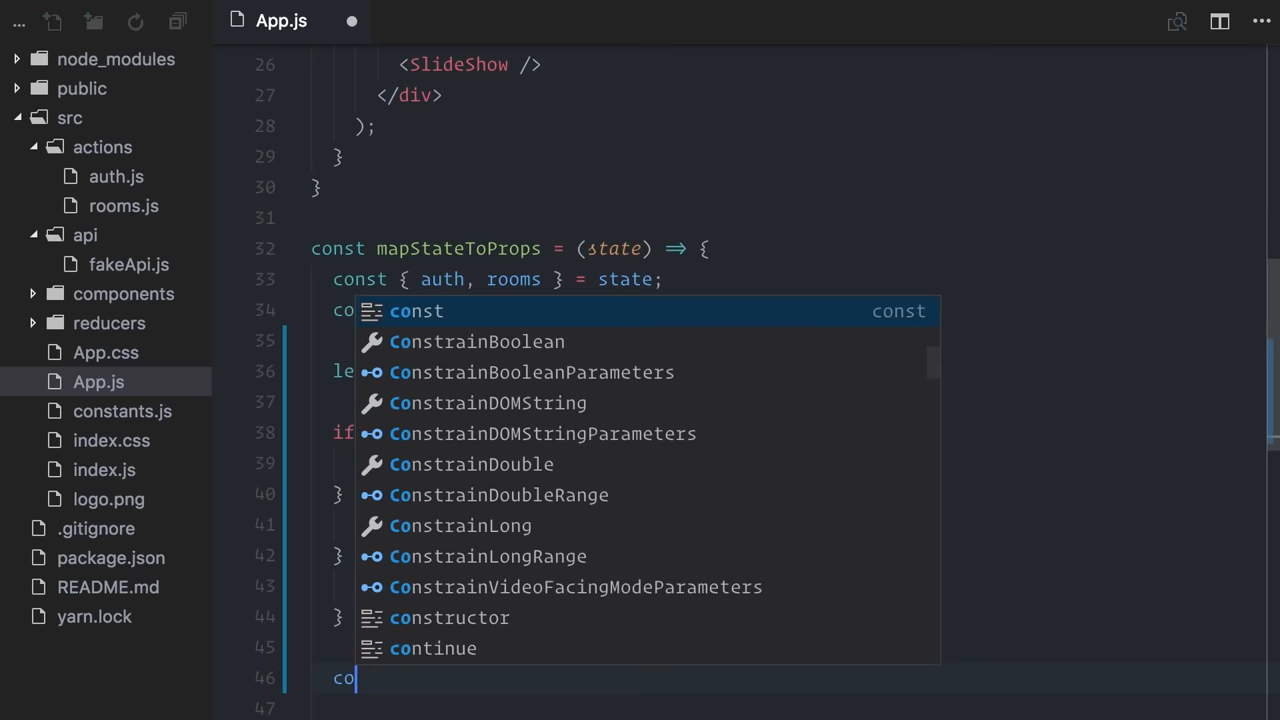 ...
App.js
node_modules
public
src
actions
auth.js
rooms.js
api
fakeApi.js
components
reducers
App.css
App.js
constants.js
index.css
index.js
logo.png
.gitignore
package.json
README.md
yarn.lock
26 <SlideShow />
27 </div>
28 );
29 }
30 }
31
32 const mapStateToProps = (state) => {
33 const { auth, rooms } = state;
34 co
35
36 le
37
38 if
39
40 }
41
42 }
43
44 }
45
46 co
47
const const
ConstrainBoolean
ConstrainBooleanParameters
ConstrainDOMString
ConstrainDOMStringParameters
ConstrainDouble
ConstrainDoubleRange
ConstrainLong
ConstrainLongRange
ConstrainVideoFacingModeParameters
constructor
continue